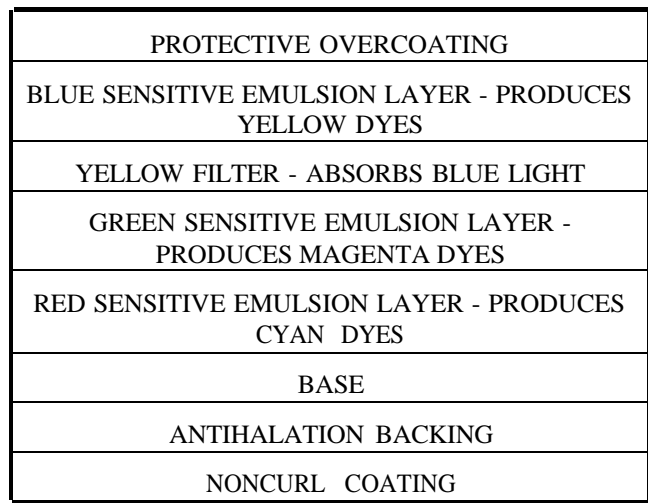 PROTECTIVE OVERCOATING
BLUE SENSITIVE EMULSION LAYER - PRODUCES
YELLOW DYES
YELLOW FILTER - ABSORBS BLUE LIGHT
GREEN SENSITIVE EMULSION LAYER -
PRODUCES MAGENTA DYES
RED SENSITIVE EMULSION LAYER - PRODUCES
CYAN DYES
BASE
ANTIHALATION BACKING
NONCURL COATING